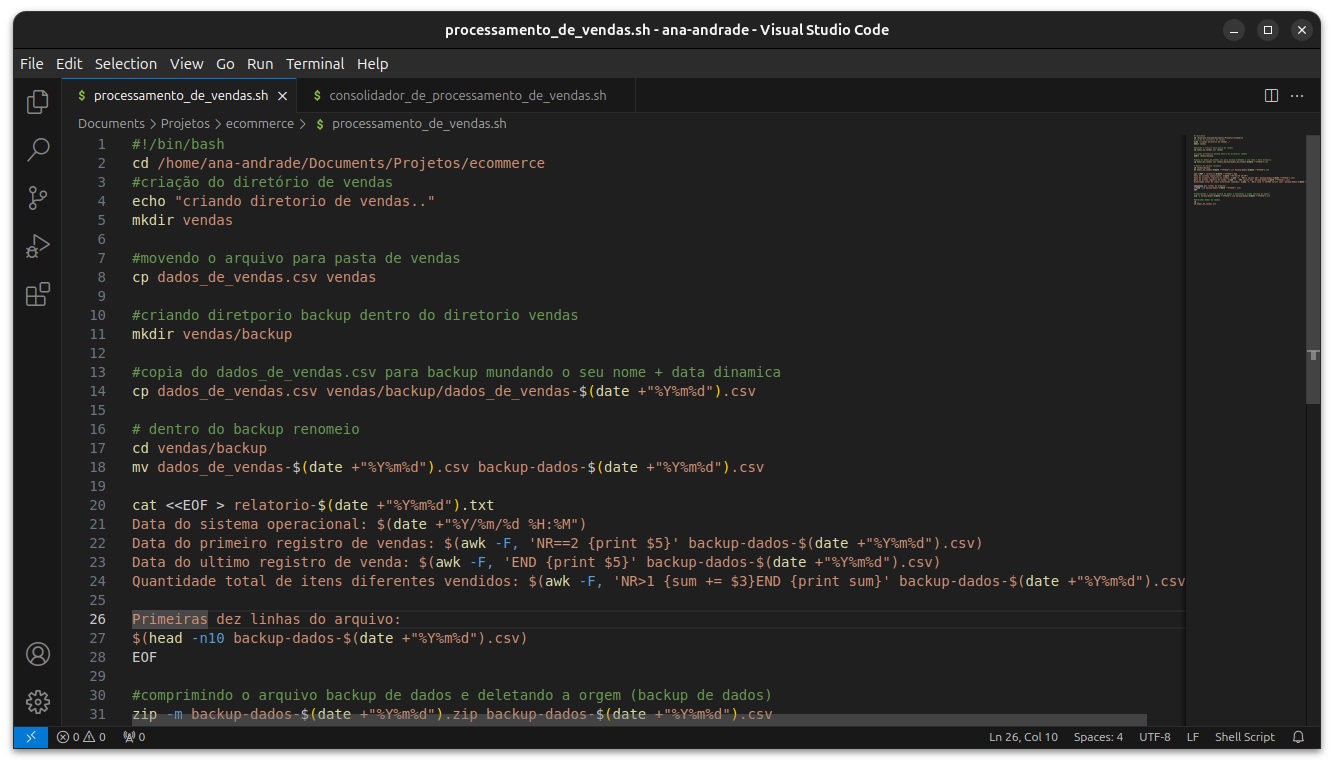 processamento_de_vendas.sh - ana-andrade - Visual Studio Code
File Edit Selection View Go Run Terminal Help
$ processamento_de_vendas.sh × $ consolidador_de_processamento_de_vendas.sh
Documents > Projetos > ecommerce > $ processamento_de_vendas.sh
1 #!/bin/bash
2 cd /home/ana-andrade/Documents/Projetos/ecommerce
3 #criação do diretório de vendas
4 echo "criando diretorio de vendas.."
5 mkdir vendas
6
7 #movendo o arquivo para pasta de vendas
8 cp dados_de_vendas.csv vendas
9
10 #criando diretporio backup dentro do diretorio vendas
11 mkdir vendas/backup
12
13 #copia do dados_de_vendas.csv para backup mundando o seu nome + data dinamica
14 cp dados_de_vendas.csv vendas/backup/dados_de_vendas-$(date +"%Y%m%d").csv
15
16 # dentro do backup renomeio
17 cd vendas/backup
18 mv dados_de_vendas-$(date +"%Y%m%d").csv backup-dados-$(date +"%Y%m%d").csv
19
20 cat <<EOF > relatorio-$(date +"%Y%m%d").txt
21 Data do sistema operacional: $(date +"%Y/%m/%d %H:%M")
22 Data do primeiro registro de vendas: $(awk -F, 'NR==2 {print $5}' backup-dados-$(date +"%Y%m%d").csv)
23 Data do ultimo registro de venda: $(awk -F, 'END {print $5}' backup-dados-$(date +"%Y%m%d").csv)
24 Quantidade total de itens diferentes vendidos: $(awk -F, 'NR>1 {sum += $3}END {print sum}' backup-dados-$(date +"%Y%m%d").csv
25
26 Primeiras dez linhas do arquivo:
27 $(head -n10 backup-dados-$(date +"%Y%m%d").csv)
28 EOF
29
30 #comprimindo o arquivo backup de dados e deletando a orgem (backup de dados)
31 zip -m backup-dados-$(date +"%Y%m%d").zip backup-dados-$(date +"%Y%m%d").csv
0 0 0 Ln 26, Col 10 Spaces: 4 UTF-8 LF Shell Script